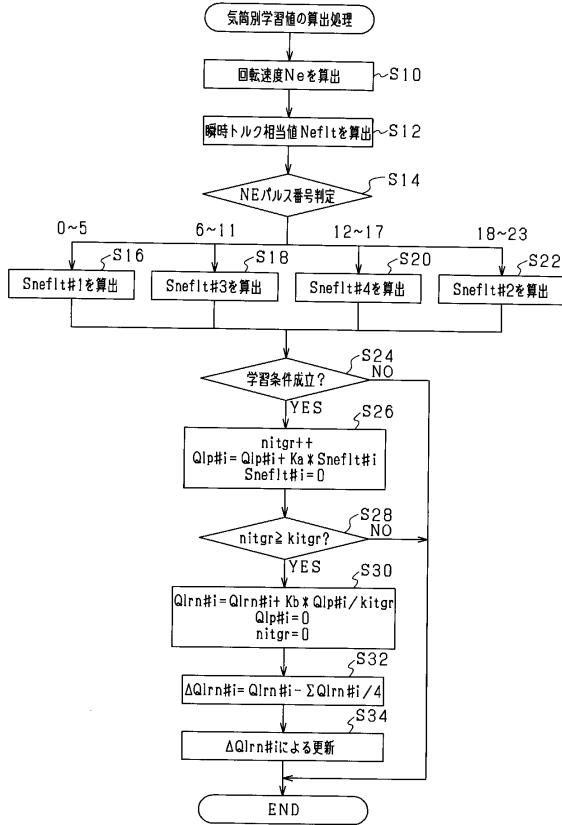 気筒別学習値の算出処理
回転速度Neを算出
S10
瞬時トルク相当値Nefltを算出
S12
NEパルス番号判定
S14
0~5
6~11
12~17
18~23
S16
S18
S20
S22
Sneflt#1を算出
Sneflt#3を算出
Sneflt#4を算出
Sneflt#2を算出
学習条件成立?
S24
NO
YES
S26
nitgr++
Qlp#i=Qlp#i+Ka*Sneflt#i
Sneflt#i=0
nitgr≧kitgr?
S28
NO
YES
S30
Qlrn#i=Qlrn#i+Kb*Qlp#i/kitgr
Qlp#i=0
nitgr=0
S32
ΔQlrn#i=Qlrn#i-ΣQlrn#i/4
S34
ΔQlrn#iによる更新
END